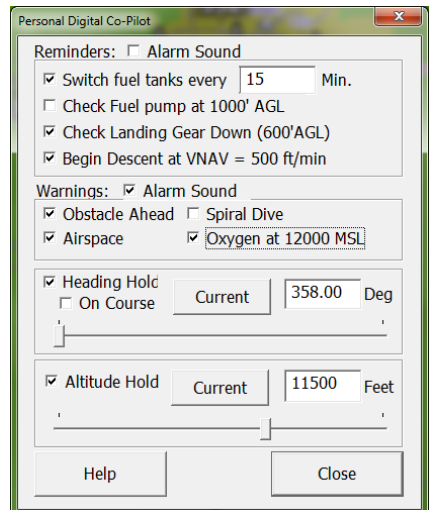 Personal Digital Co-Pilot
Reminders: Alarm Sound
Switch fuel tanks every 15 Min.
Check Fuel pump at 1000' AGL
Check Landing Gear Down (600'AGL)
Begin Descent at VNAV = 500 ft/min
Warnings: Alarm Sound
Obstacle Ahead Spiral Dive
Airspace Oxygen at 12000 MSL
Heading Hold
On Course Current 358.00 Deg
Altitude Hold Current 11500 Feet
Help Close